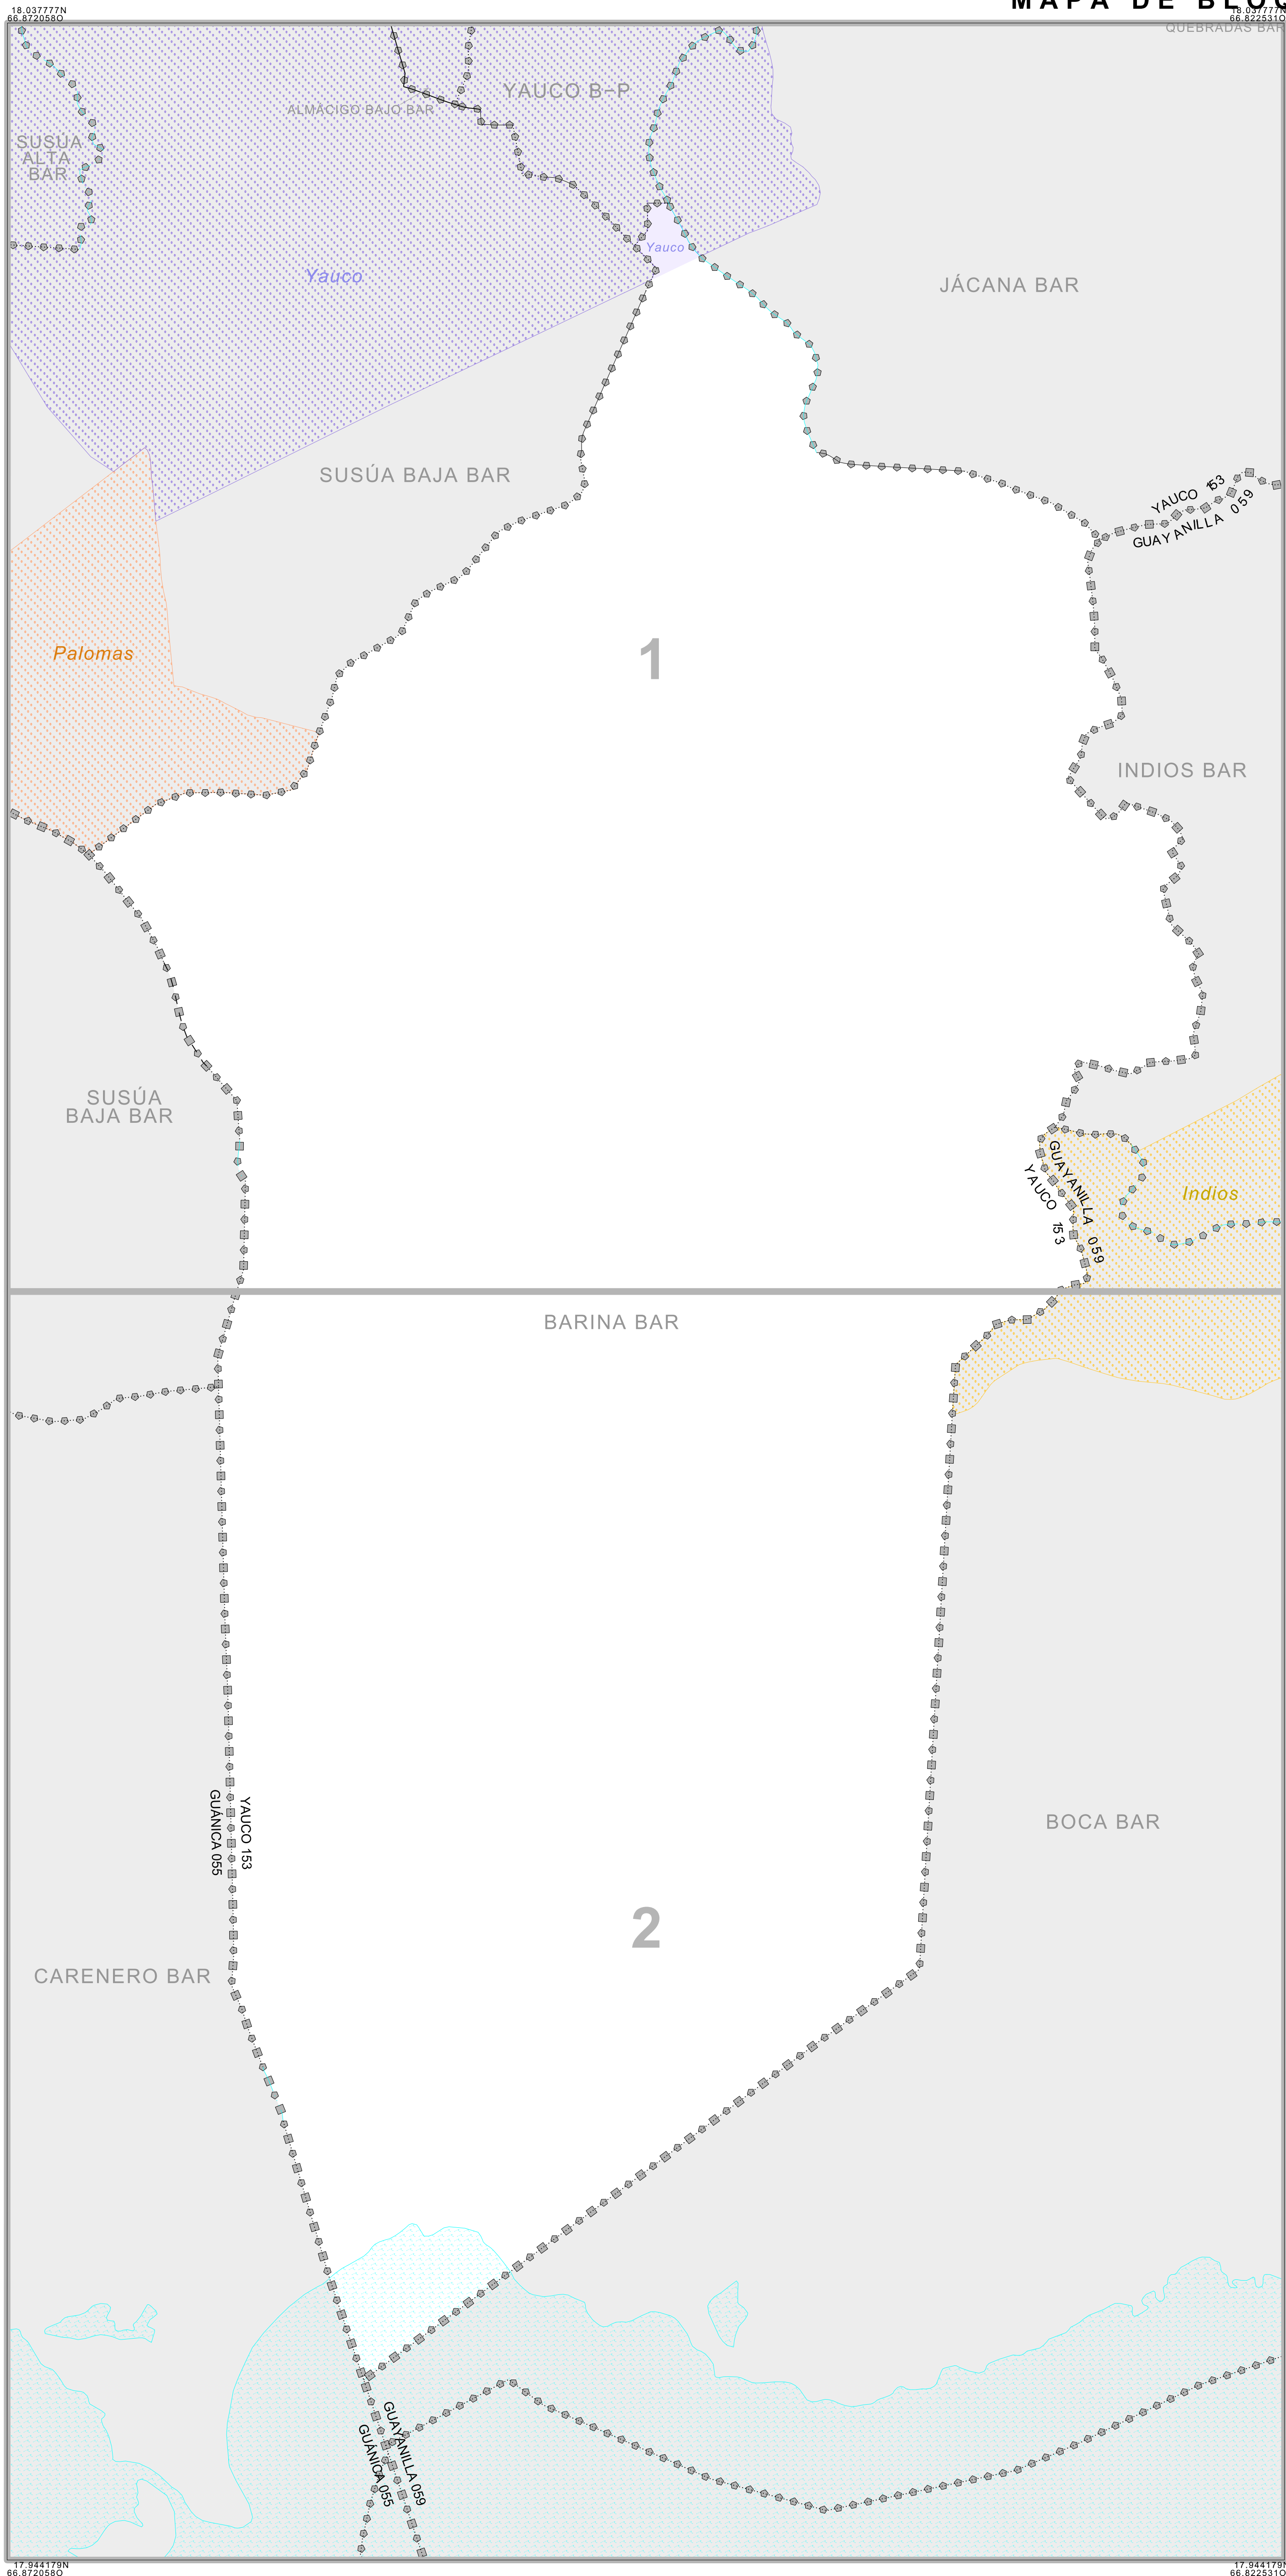 MAPA DE BLOQ
18.037777N
66.872058O
18.037777N
66.822531O
QUEBRADAS BAR
YAUCO B-P
ALMÁCIGO BAJO BAR
SUSÚA
ALTA
BAR
Yauco
Yauco
JÁCANA BAR
SUSÚA BAJA BAR
YAUCO 153
GUAYANILLA 059
Palomas
1
INDIOS BAR
SUSÚA
BAJA BAR
GUAYANILLA 059
YAUCO 153
Indios
BARINA BAR
GUÁNICA 055
YAUCO 153
BOCA BAR
2
CARENERO BAR
GUAYANILLA 059
GUÁNICA 055
17.944179N
66.872058O
17.944179N
66.822531O